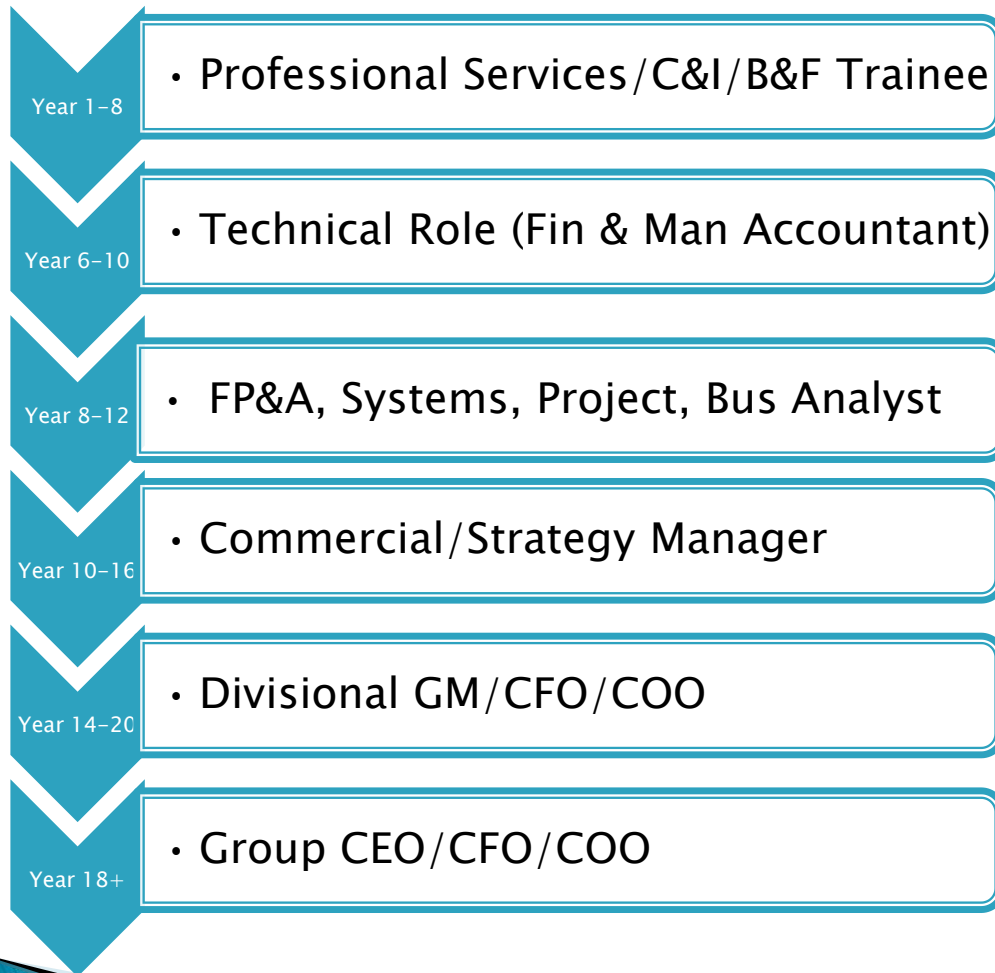 Year 1-8
• Professional Services/C&I/B&F Trainee
Year 6-10
• Technical Role (Fin & Man Accountant)
Year 8-12
• FP&A, Systems, Project, Bus Analyst
Year 10-16
• Commercial/Strategy Manager
Year 14-20
• Divisional GM/CFO/COO
Year 18+
• Group CEO/CFO/COO